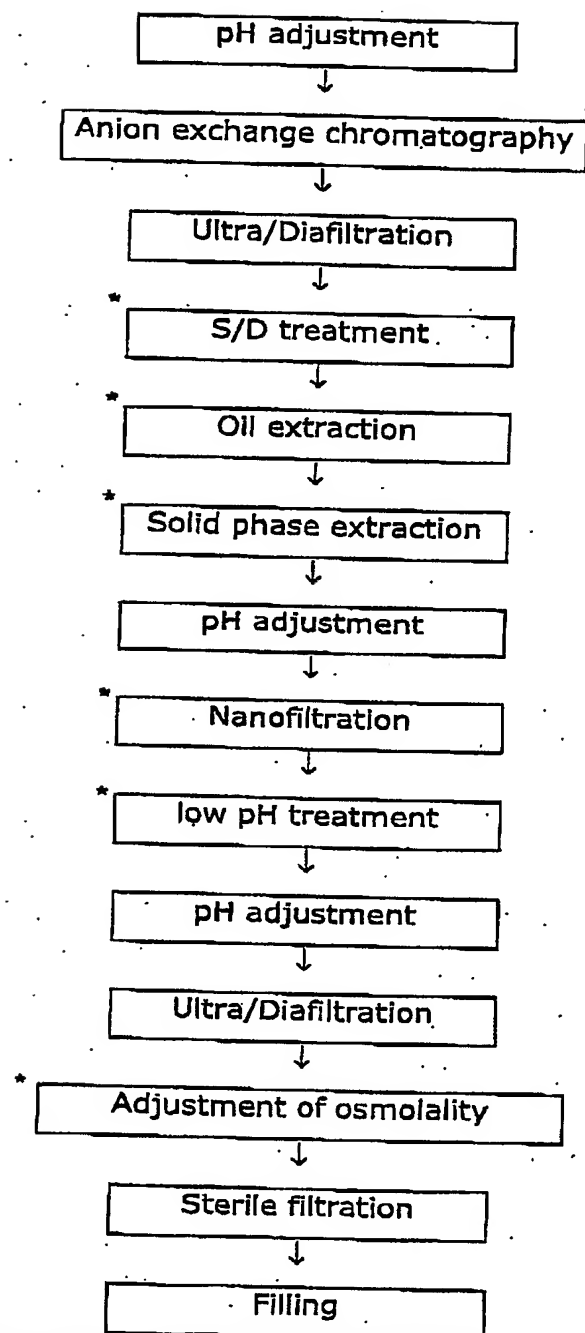 pH adjustment
↓
Anion exchange chromatography
↓
Ultra/Diafiltration
↓
* S/D treatment
↓
* Oil extraction
↓
* Solid phase extraction
↓
pH adjustment
↓
* Nanofiltration
↓
* low pH treatment
↓
pH adjustment
↓
Ultra/Diafiltration
↓
* Adjustment of osmolality
↓
Sterile filtration
↓
Filling